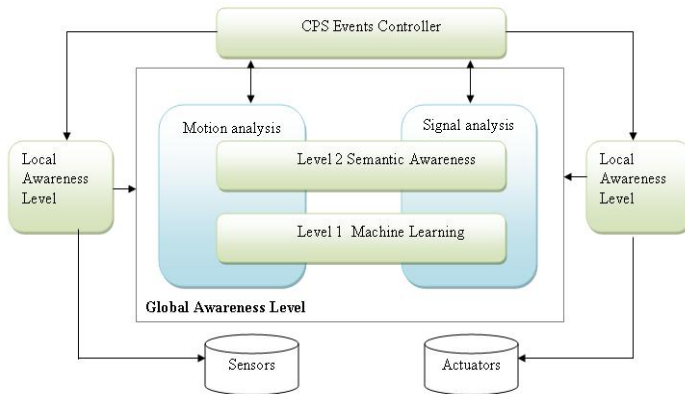 CPS Events Controller
Motion analysis
Signal analysis
Local
Awareness
Level
Level 2 Semantic Awareness
Local
Awareness
Level
Level 1 Machine Learning
Global Awareness Level
Sensors
Actuators